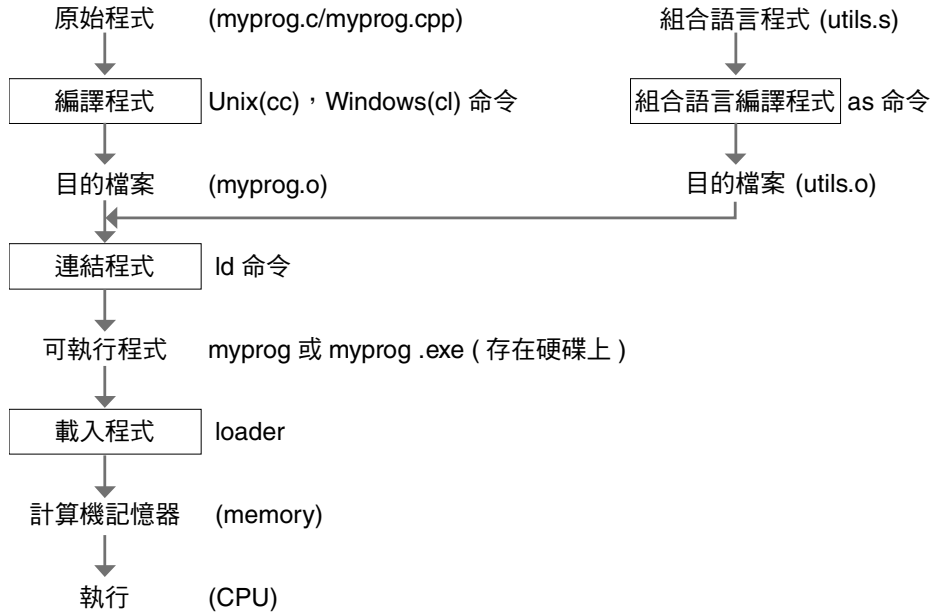 原始程式 (myprog.c/myprog.cpp) 組合語言程式 (utils.s)
編譯程式 Unix(cc)，Windows(cl) 命令 組合語言編譯程式 as 命令
目的檔案 (myprog.o) 目的檔案 (utils.o)
連結程式 ld 命令
可執行程式 myprog 或 myprog .exe ( 存在硬碟上 )
載入程式 loader
計算機記憶器 (memory)
執行 (CPU)